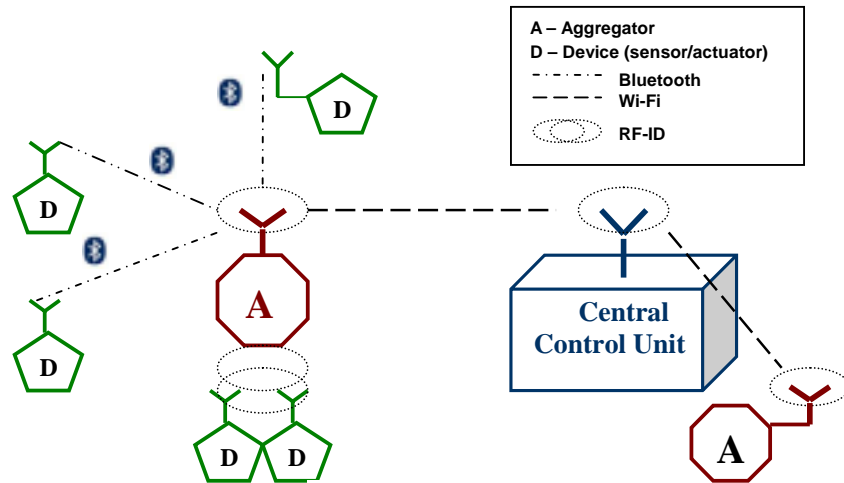 A – Aggregator
D – Device (sensor/actuator)
Bluetooth
Wi-Fi
RF-ID
D
D
D
A
Central
Control Unit
D
D
A